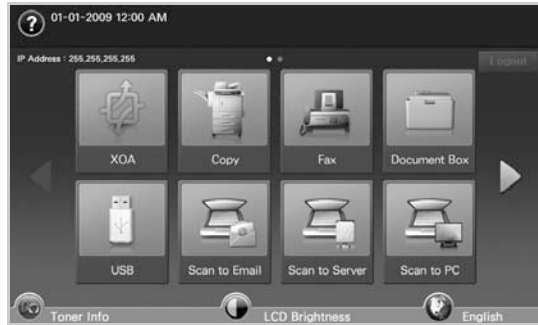 ? 01-01-2009 12:00 AM
IP Address : 255,255,255,255
Logout
XOA Copy Fax Document Box
USB Scan to Email Scan to Server Scan to PC
Toner Info LCD Brightness English